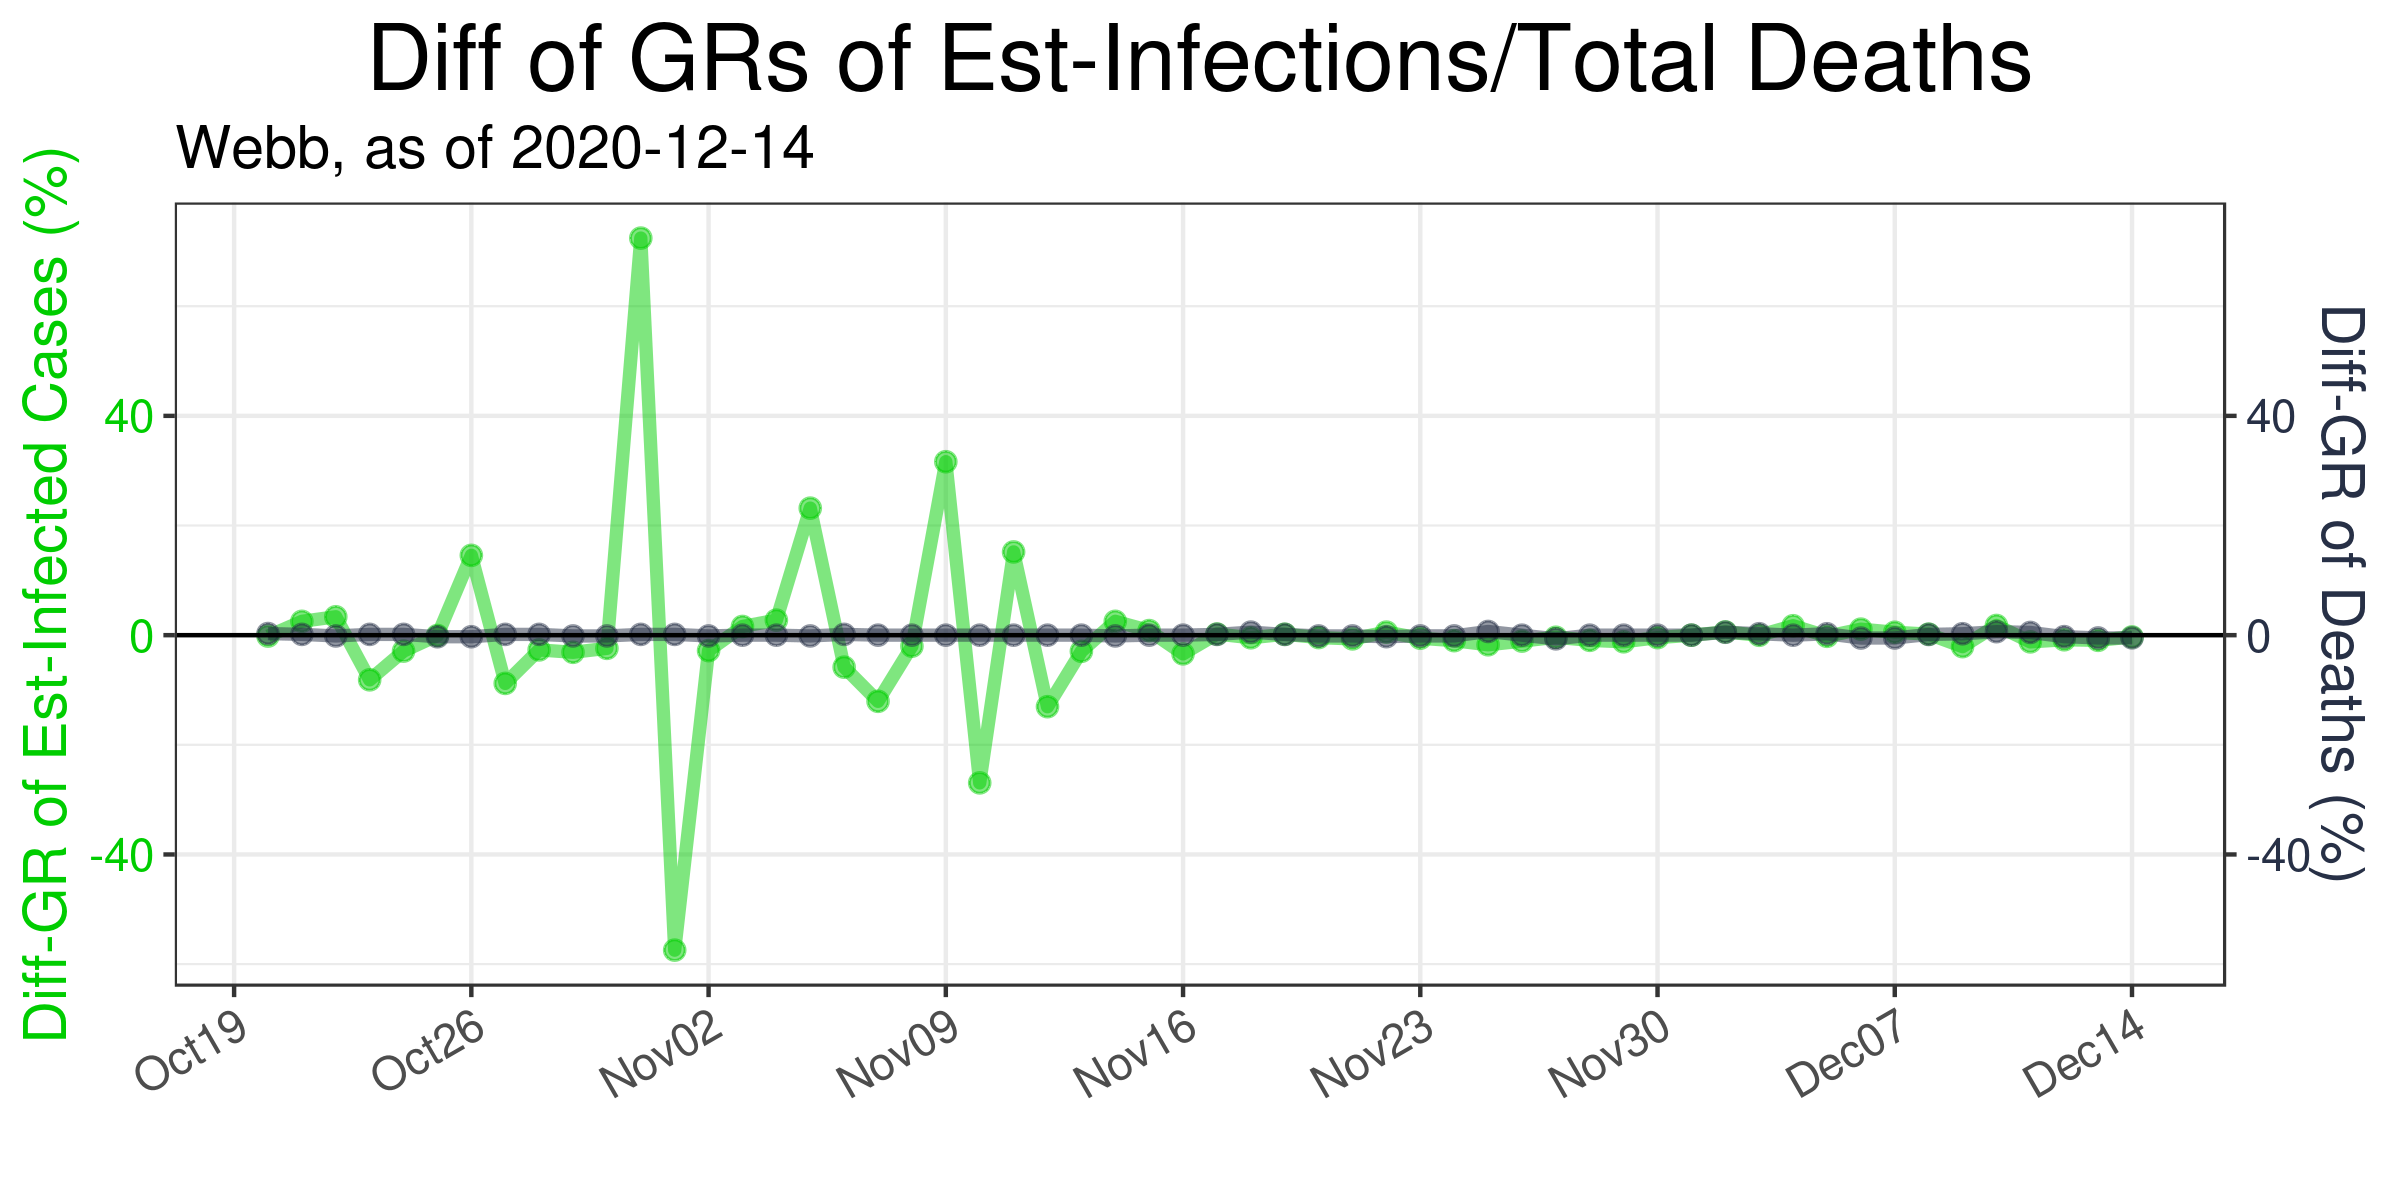 Diff of GRs of Est-Infections/Total Deaths
Webb, as of 2020-12-14
Diff-GR of Est-Infected Cases (%)
40
0
-40
40
0
-40
Diff-GR of Deaths (%)
Oct19
Oct26
Nov02
Nov09
Nov16
Nov23
Nov30
Dec07
Dec14